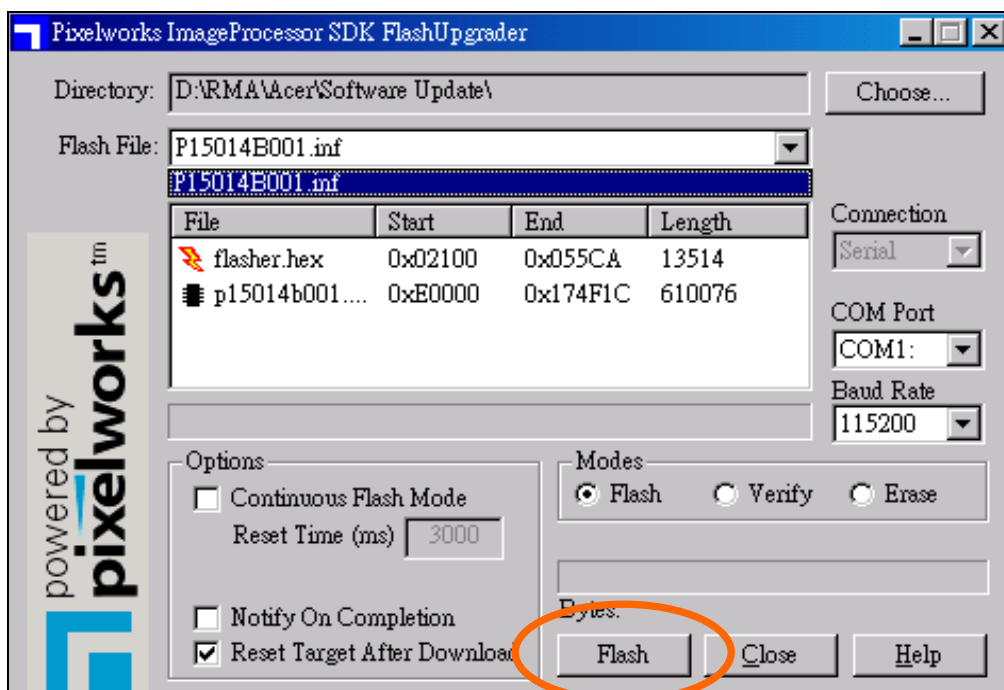 Pixelworks ImageProcessor SDK FlashUpgrader
Directory: D:\RMA\Acer\Software Update\ Choose...
Flash File: P15014B001.inf
P15014B001.inf
File Start End Length
flasher.hex 0x02100 0x055CA 13514
p15014b001.... 0xE0000 0x174F1C 610076
Connection
Serial
COM Port
COM1:
Baud Rate
115200
powered by
pixelworks™
Options
Continuous Flash Mode
Reset Time (ms) 3000
Notify On Completion
Reset Target After Download
Modes
Flash Verify Erase
Bytes:
Flash Close Help